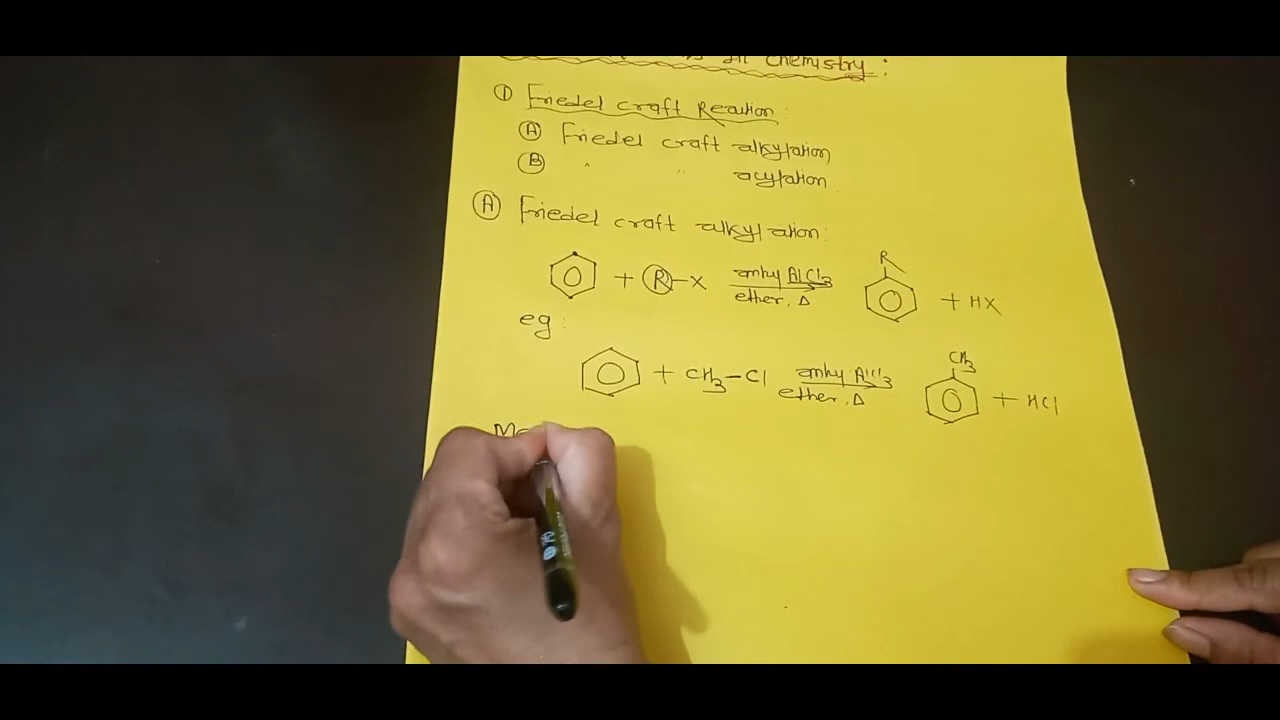 chemistry:
① Friedel craft Reaction:
Ⓐ Friedel craft alkylation
Ⓑ " " acylation
Ⓐ Friedel craft alkylation:
+ R-X anhy AlCl3 ether, Δ R + HX
eg:
+ CH3-Cl anhy. AlCl3 ether, Δ CH3 + HCl